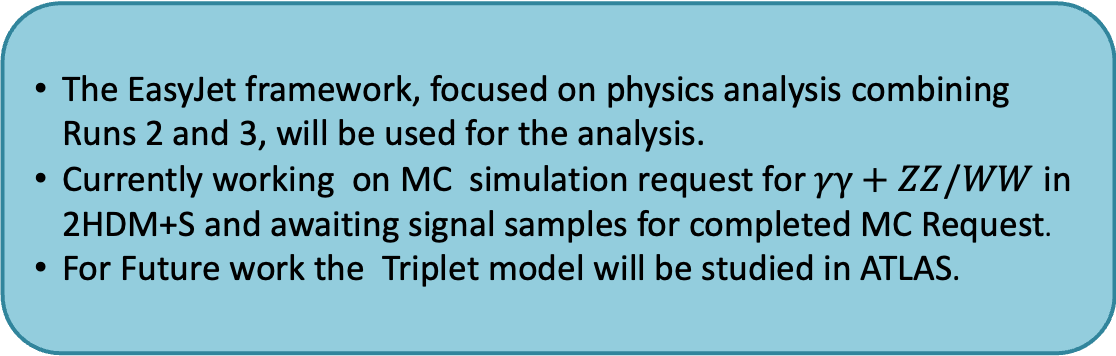 • The EasyJet framework, focused on physics analysis combining
Runs 2 and 3, will be used for the analysis.
• Currently working on MC simulation request for 𝛾γ + 𝑍𝑍/𝑊𝑊 in
2HDM+S and awaiting signal samples for completed MC Request.
• For Future work the Triplet model will be studied in ATLAS.